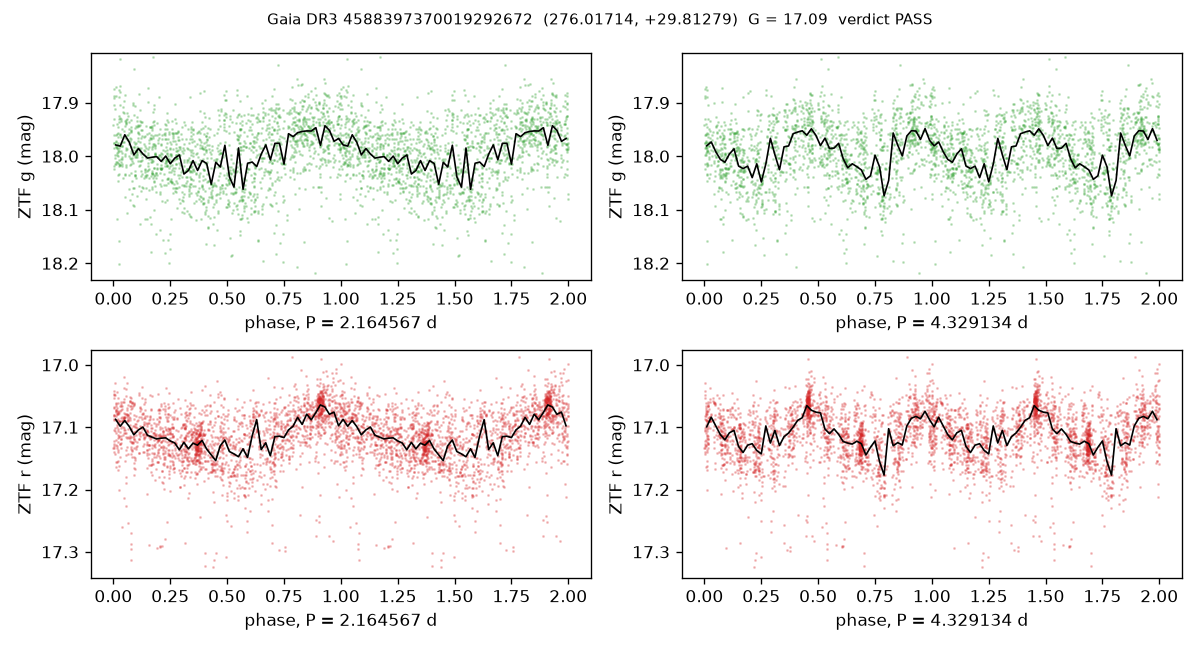 Gaia DR3 4588397370019292672 (276.01714, +29.81279) G = 17.09 verdict PASS
ZTF g (mag)
17.9
18.0
18.1
18.2
0.00 0.25 0.50 0.75 1.00 1.25 1.50 1.75 2.00
phase, P = 2.164567 d
ZTF g (mag)
17.9
18.0
18.1
18.2
0.00 0.25 0.50 0.75 1.00 1.25 1.50 1.75 2.00
phase, P = 4.329134 d
ZTF r (mag)
17.0
17.1
17.2
17.3
0.00 0.25 0.50 0.75 1.00 1.25 1.50 1.75 2.00
phase, P = 2.164567 d
ZTF r (mag)
17.0
17.1
17.2
17.3
0.00 0.25 0.50 0.75 1.00 1.25 1.50 1.75 2.00
phase, P = 4.329134 d